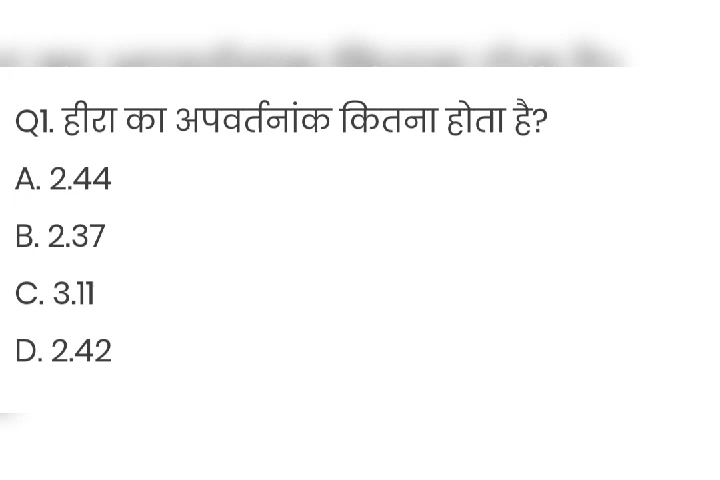 Q1. हीरा का अपवर्तनांक कितना होता है?
A. 2.44
B. 2.37
C. 3.11
D. 2.42